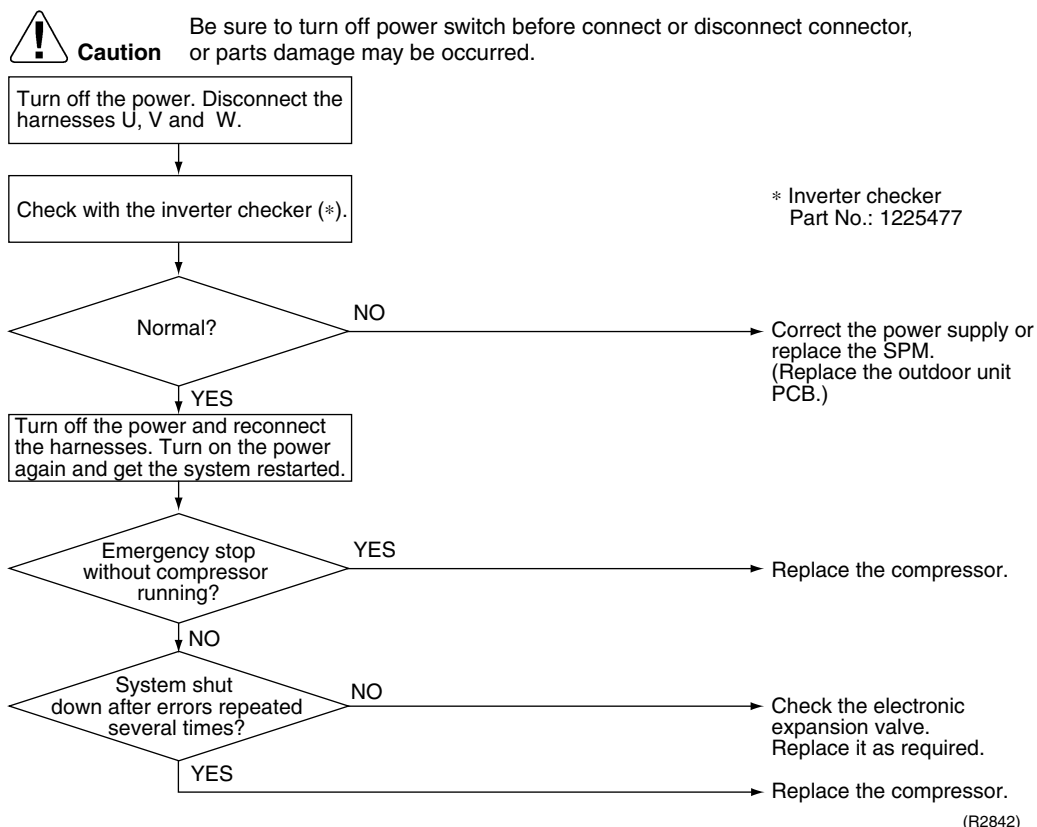 Be sure to turn off power switch before connect or disconnect connector,
Caution or parts damage may be occurred.
Turn off the power. Disconnect the
harnesses U, V and W.
Check with the inverter checker (*).
* Inverter checker
Part No.: 1225477
Normal?
NO
Correct the power supply or
replace the SPM.
(Replace the outdoor unit
PCB.)
YES
Turn off the power and reconnect
the harnesses. Turn on the power
again and get the system restarted.
Emergency stop
without compressor
running?
YES
Replace the compressor.
NO
System shut
down after errors repeated
several times?
NO
Check the electronic
expansion valve.
Replace it as required.
YES
Replace the compressor.
(R2842)